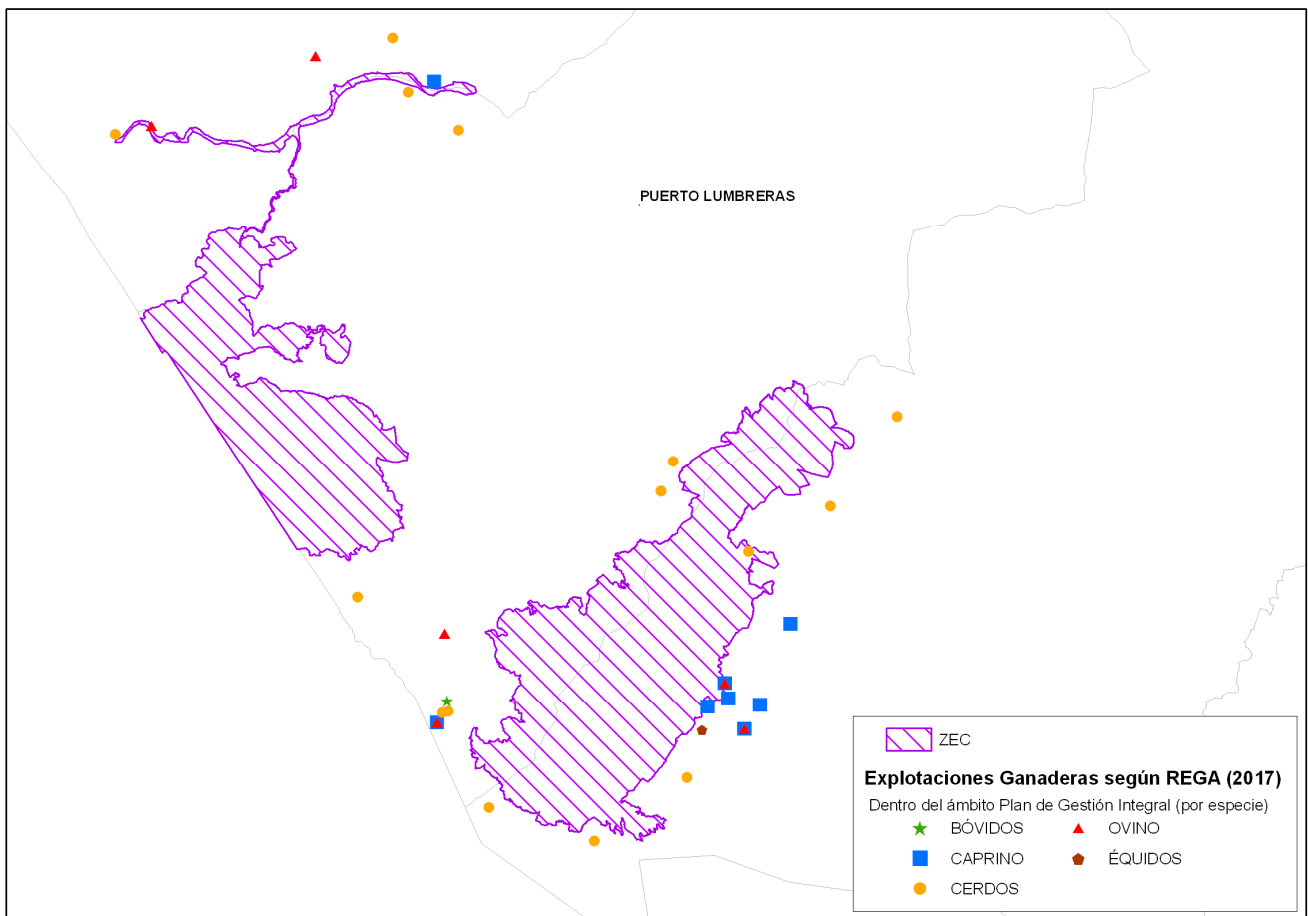 PUERTO LUMBRERAS
ZEC
Explotaciones Ganaderas según REGA (2017)
Dentro del ámbito Plan de Gestión Integral (por especie)
BÓVIDOS OVINO
CAPRINO ÉQUIDOS
CERDOS